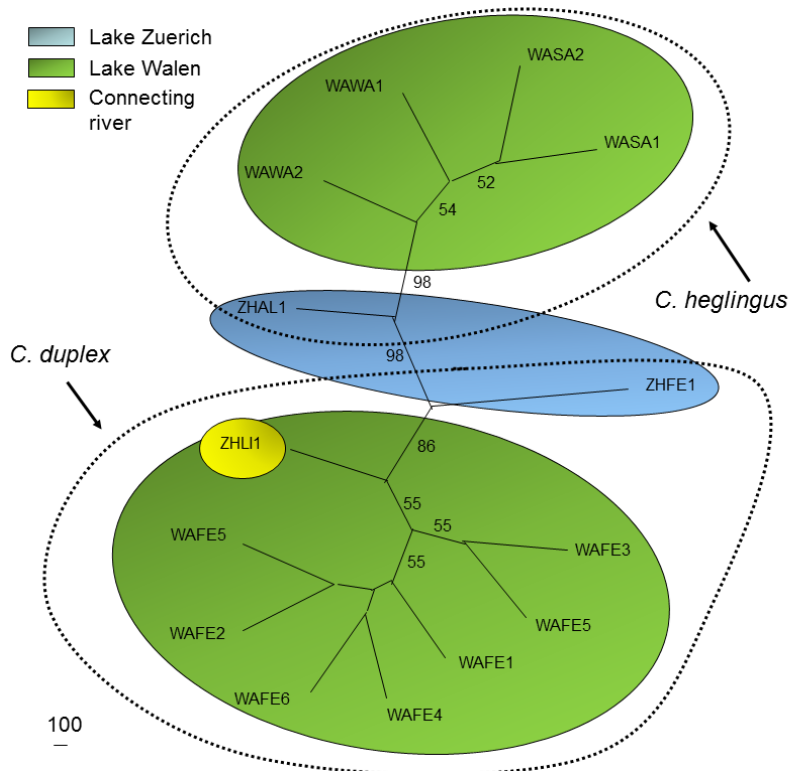 Lake Zuerich
Lake Walen
Connecting
river
WASA2
WAWA1
WASA1
WAWA2
52
54
98
C. heglingus
ZHAL1
98
C. duplex
ZHFE1
ZHLI1
86
55
55
WAFE5
WAFE3
55
WAFE5
WAFE2
WAFE1
WAFE6
WAFE4
100